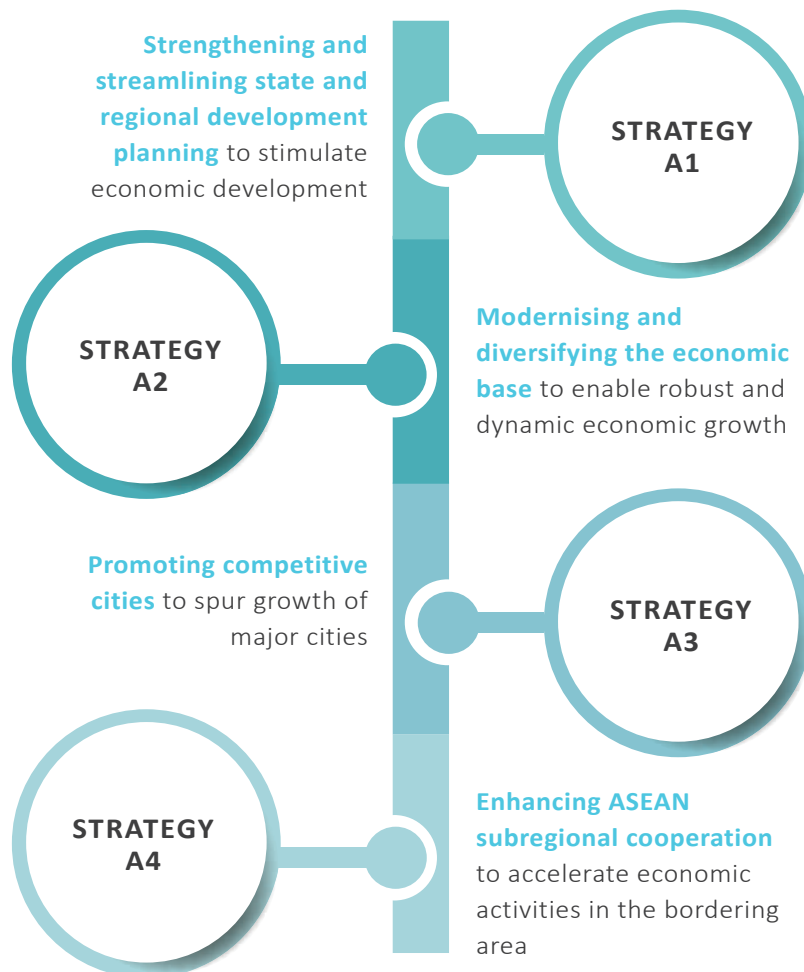 Strengthening and
streamlining state and
regional development
planning to stimulate
economic development
STRATEGY
A1
STRATEGY
A2
Modernising and
diversifying the economic
base to enable robust and
dynamic economic growth
Promoting competitive
cities to spur growth of
major cities
STRATEGY
A3
STRATEGY
A4
Enhancing ASEAN
subregional cooperation
to accelerate economic
activities in the bordering
area